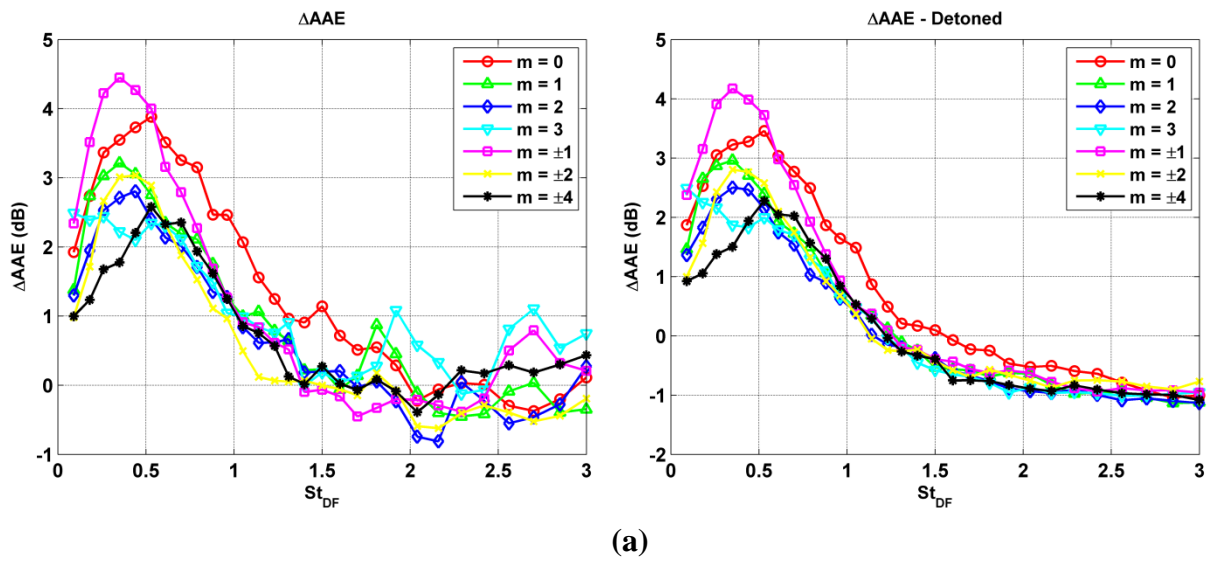 ΔAAE
ΔAAE (dB)
5
4
3
2
1
0
-1
0
0.5
1
1.5
2
2.5
3
St_DF
m = 0
m = 1
m = 2
m = 3
m = ±1
m = ±2
m = ±4
ΔAAE - Detoned
ΔAAE (dB)
5
4
3
2
1
0
-1
-2
0
0.5
1
1.5
2
2.5
3
St_DF
m = 0
m = 1
m = 2
m = 3
m = ±1
m = ±2
m = ±4
(a)